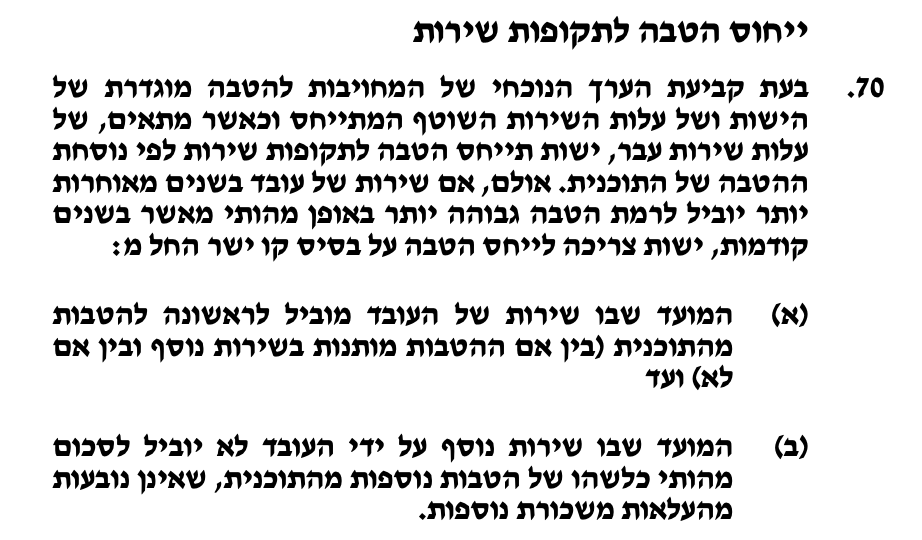 ייחוס הטבה לתקופות שירות
70. בעת קביעת הערך הנוכחי של המחויבות להטבה מוגדרת של
הישות ושל עלות השירות השוטף המתייחס וכאשר מתאים, של
עלות שירות עבר, ישות תייחס הטבה לתקופות שירות לפי נוסחת
ההטבה של התוכנית. אולם, אם שירות של עובד בשנים מאוחרות
יותר יוביל לרמת הטבה גבוהה יותר באופן מהותי מאשר בשנים
קודמות, ישות צריכה לייחס הטבה על בסיס קו ישר החל מ:
(א) המועד שבו שירות של העובד מוביל לראשונה להטבות
מהתוכנית (בין אם ההטבות מותנות בשירות נוסף ובין אם
לא) ועד
(ב) המועד שבו שירות נוסף על ידי העובד לא יוביל לסכום
מהותי כלשהו של הטבות נוספות מהתוכנית, שאינן נובעות
מהעלאות משכורת נוספות.